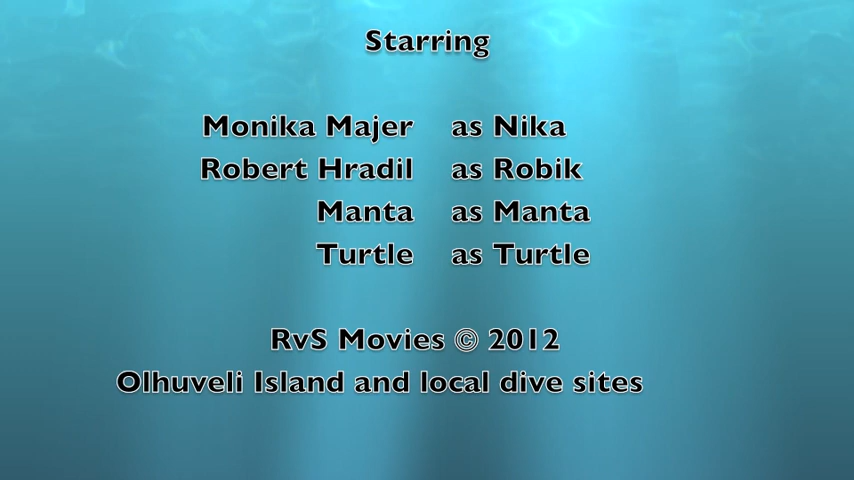 Starring
Monika Majer as Nika
Robert Hradil as Robik
Manta as Manta
Turtle as Turtle
RvS Movies © 2012
Olhuveli Island and local dive sites